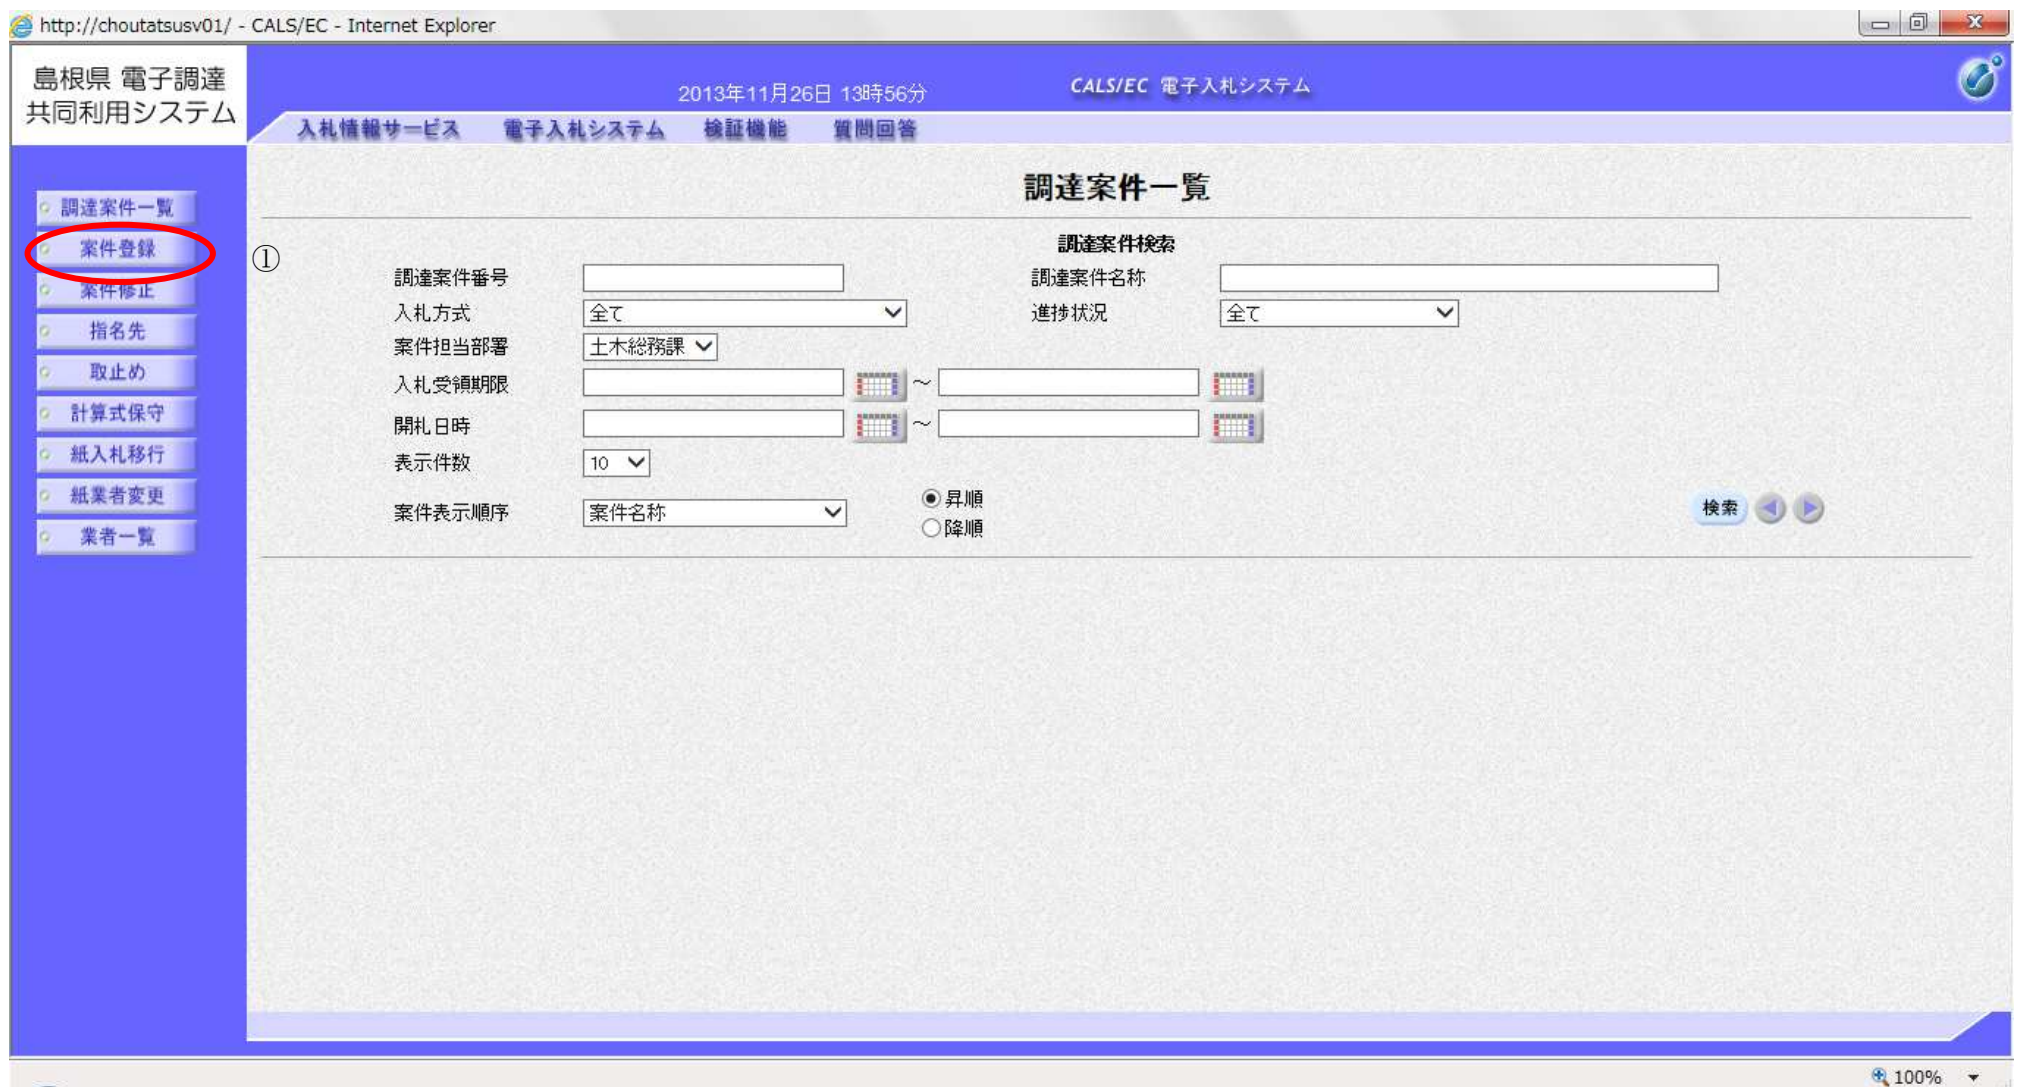 http://choutatsusv01/ - CALS/EC - Internet Explorer
島根県 電子調達
共同利用システム
2013年11月26日 13時56分
CALS/EC 電子入札システム
入札情報サービス 電子入札システム 検証機能 質問回答
調達案件一覧
案件登録
案件修正
指名先
取止め
計算式保守
紙入札移行
紙業者変更
業者一覧
①
調達案件一覧
調達案件検索
調達案件番号
調達案件名称
入札方式 全て
進捗状況 全て
案件担当部署 土木総務課
入札受領期限 ～
開札日時 ～
表示件数 10
案件表示順序 案件名称
昇順
降順
検索
100%